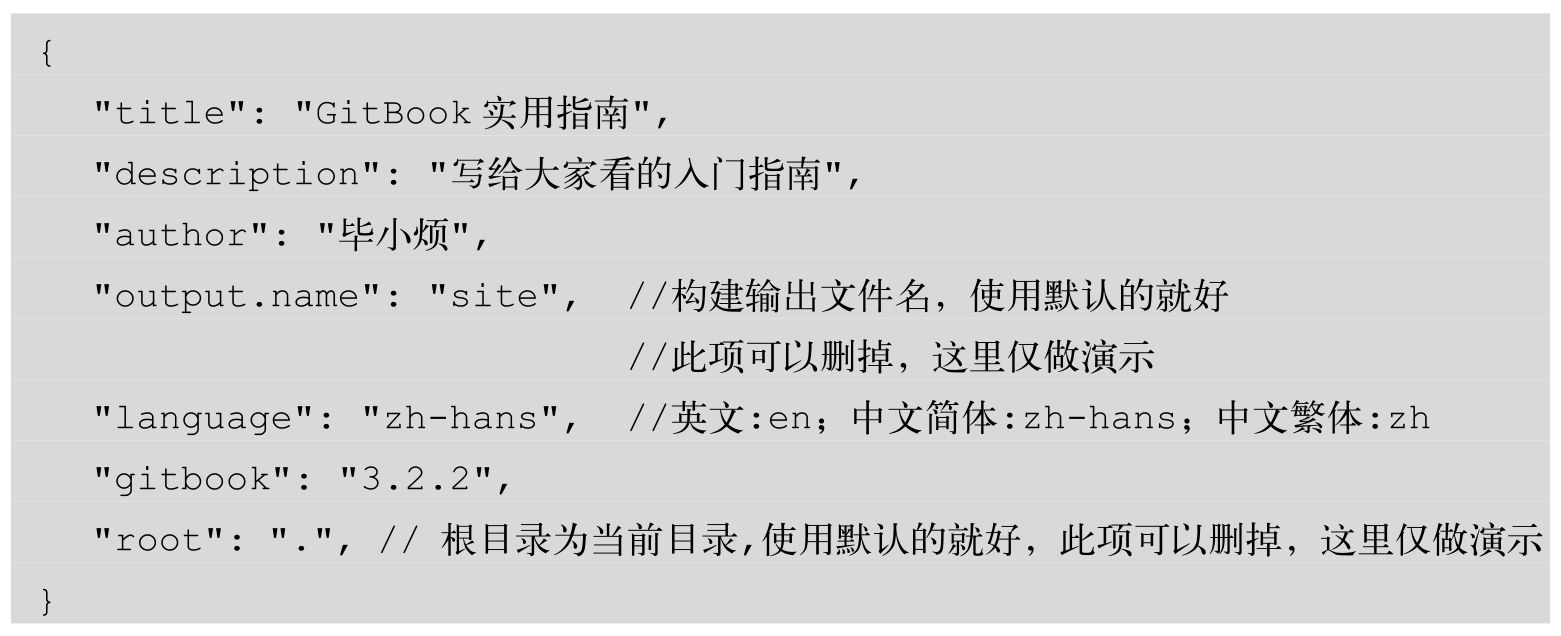 {
"title": "GitBook 实用指南",
"description": "写给大家看的入门指南",
"author": "毕小烦",
"output.name": "site",  //构建输出文件名，使用默认的就好
//此项可以删掉，这里仅做演示
"language": "zh-hans",  //英文:en；中文简体:zh-hans；中文繁体:zh
"gitbook": "3.2.2",
"root": ".", // 根目录为当前目录,使用默认的就好，此项可以删掉，这里仅做演示
}